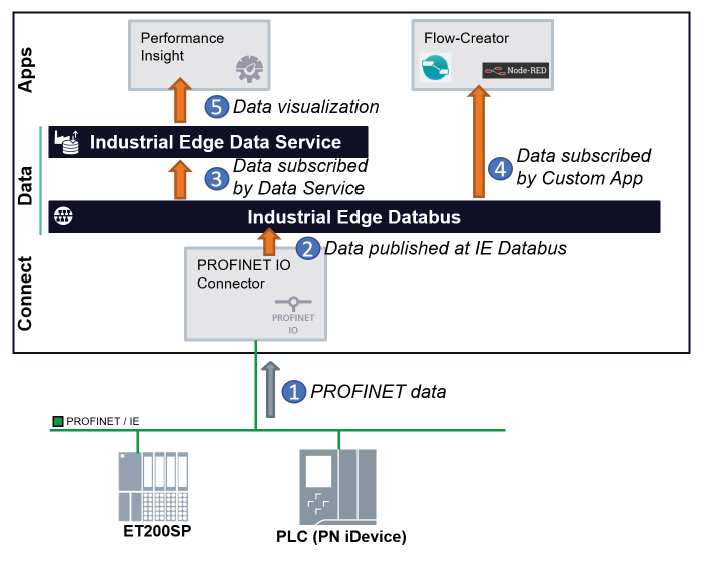 Apps
Performance
Insight
Flow-Creator
Node-RED
5 Data visualization
Data
Industrial Edge Data Service
3 Data subscribed
by Data Service
4 Data subscribed
by Custom App
Industrial Edge Databus
2 Data published at IE Databus
Connect
PROFINET IO
Connector
PROFINET
IO
1 PROFINET data
PROFINET / IE
ET200SP
PLC (PN iDevice)